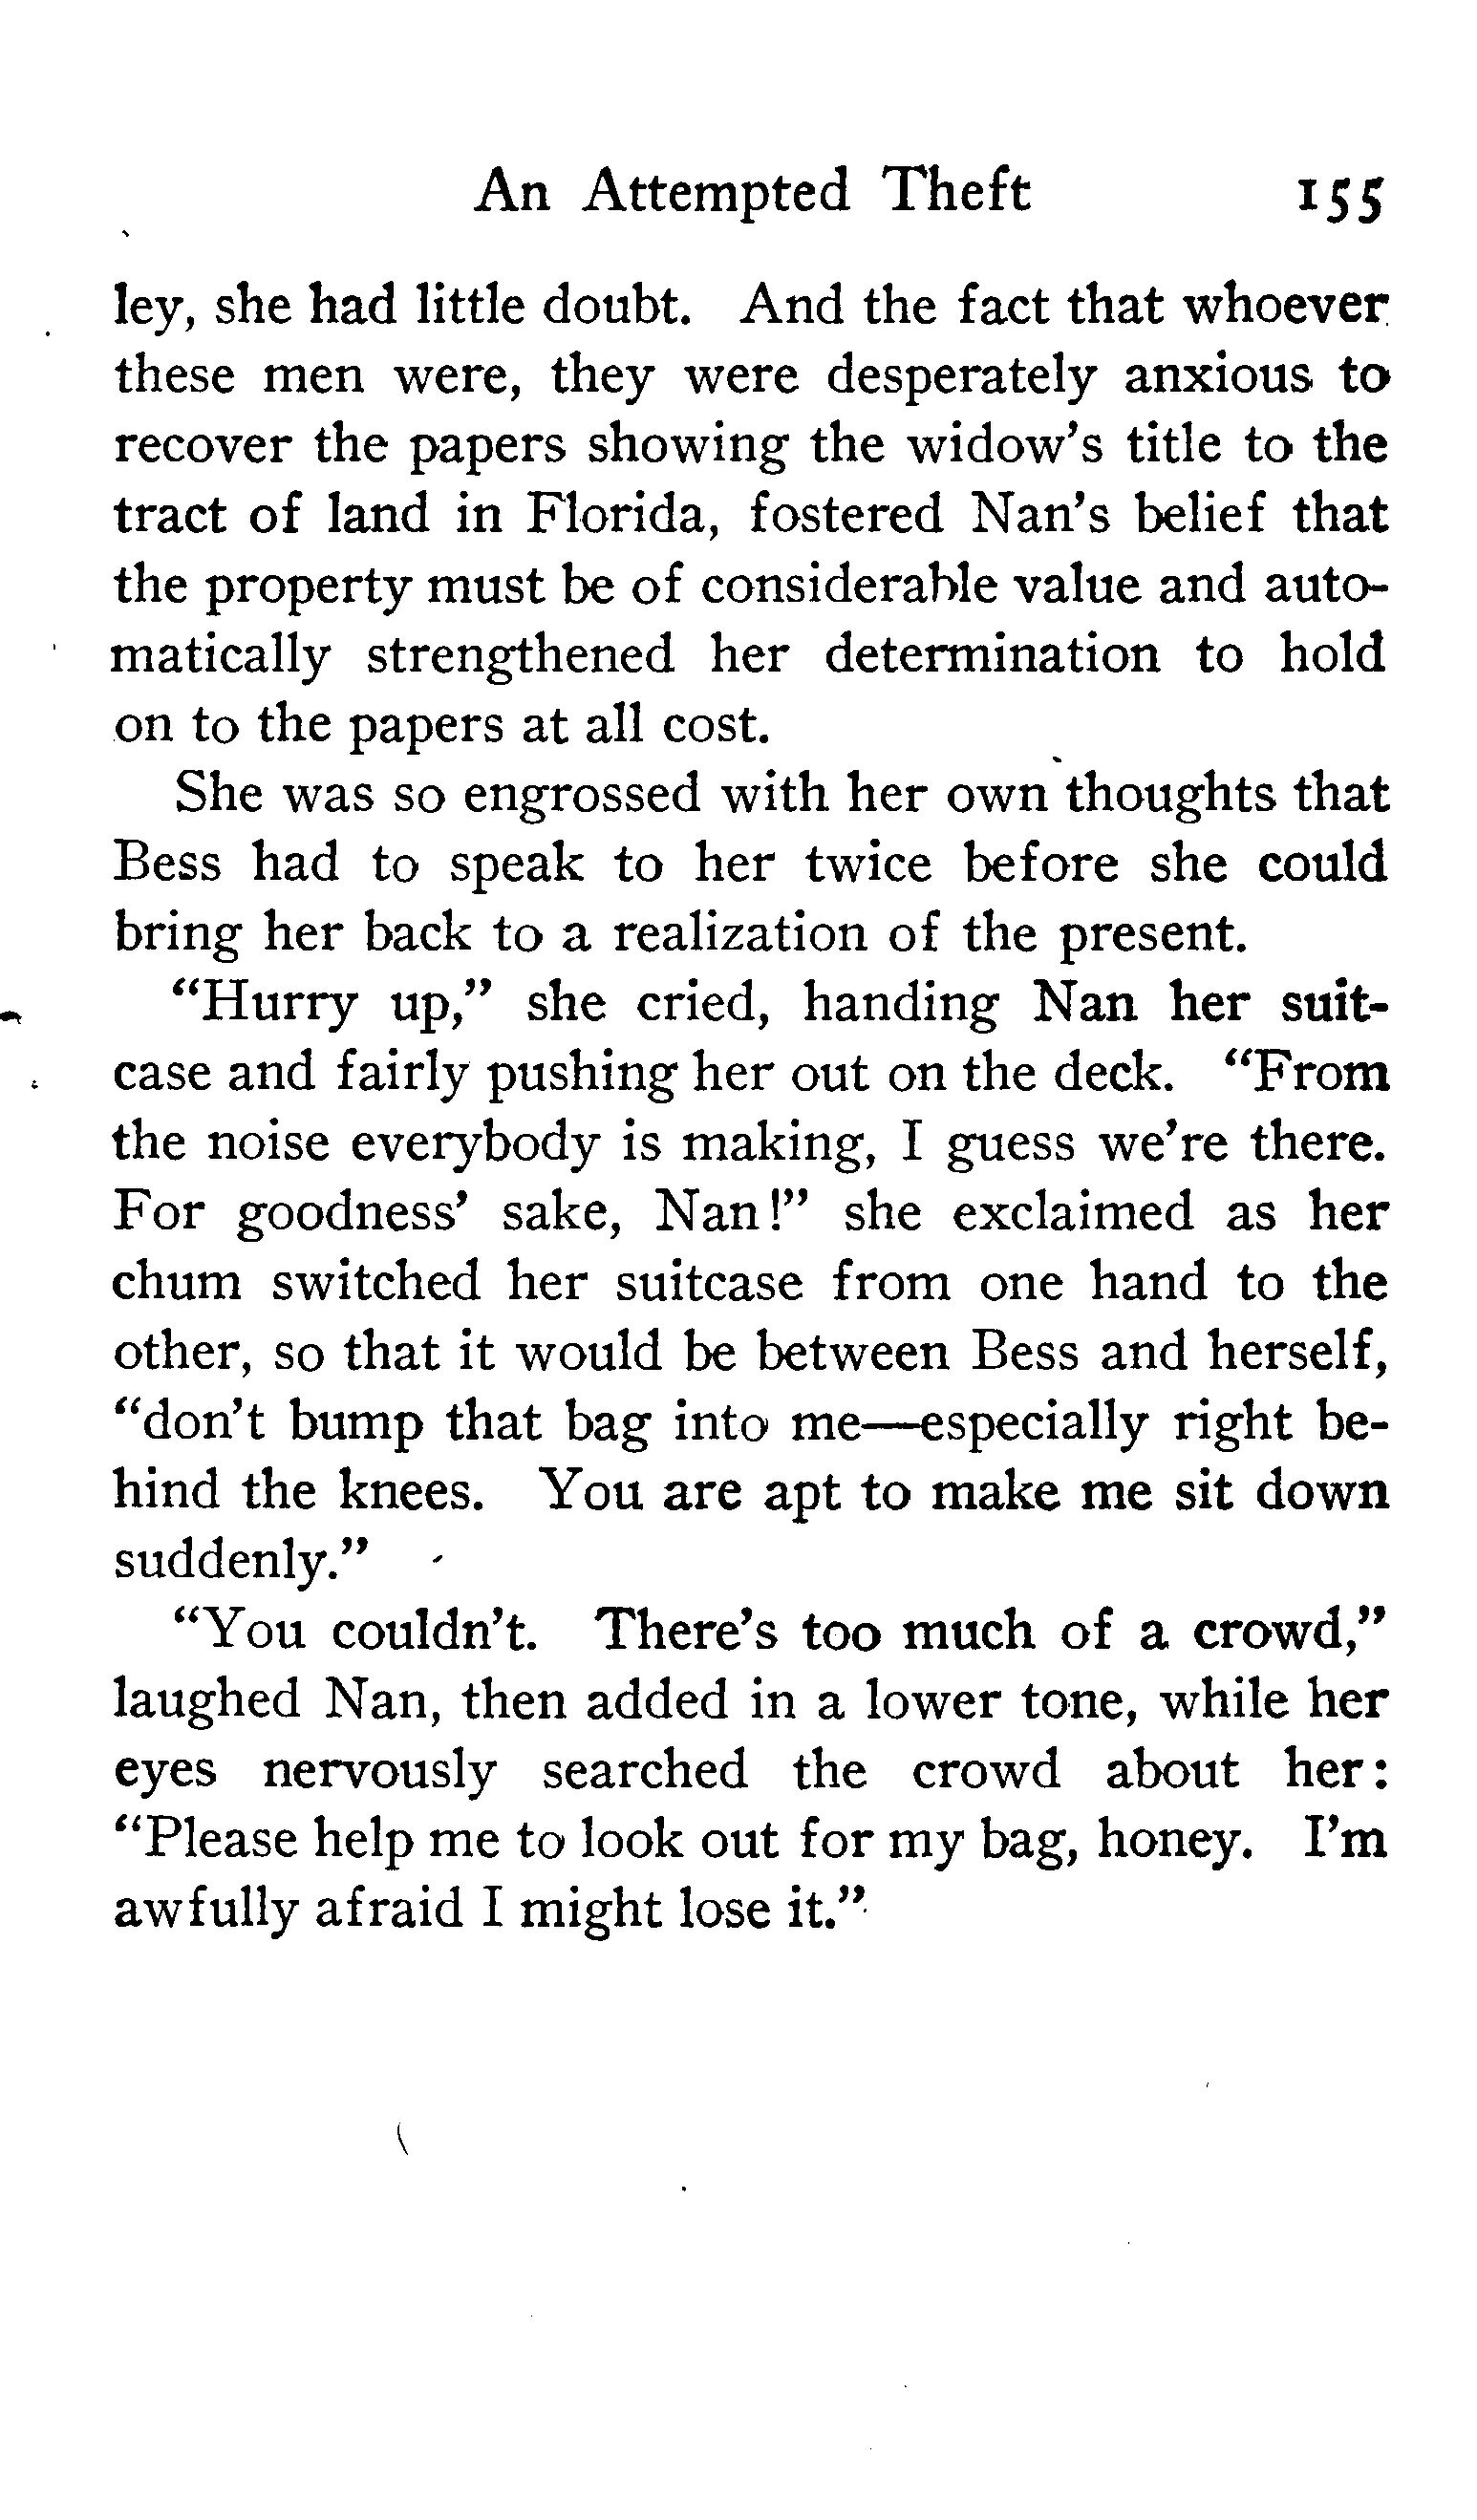 An Attempted Theft 155
ley, she had little doubt. And the fact that whoever
these men were, they were desperately anxious to
recover the papers showing the widow's title to the
tract of land in Florida, fostered Nan's belief that
the property must be of considerable value and auto-
matically strengthened her determination to hold
on to the papers at all cost.
She was so engrossed with her own thoughts that
Bess had to speak to her twice before she could
bring her back to a realization of the present.
"Hurry up," she cried, handing Nan her suit-
case and fairly pushing her out on the deck. "From
the noise everybody is making, I guess we're there.
For goodness' sake, Nan!" she exclaimed as her
chum switched her suitcase from one hand to the
other, so that it would be between Bess and herself,
"don't bump that bag into me—especially right be-
hind the knees. You are apt to make me sit down
suddenly."
"You couldn't. There's too much of a crowd,"
laughed Nan, then added in a lower tone, while her
eyes nervously searched the crowd about her:
"Please help me to look out for my bag, honey. I'm
awfully afraid I might lose it."